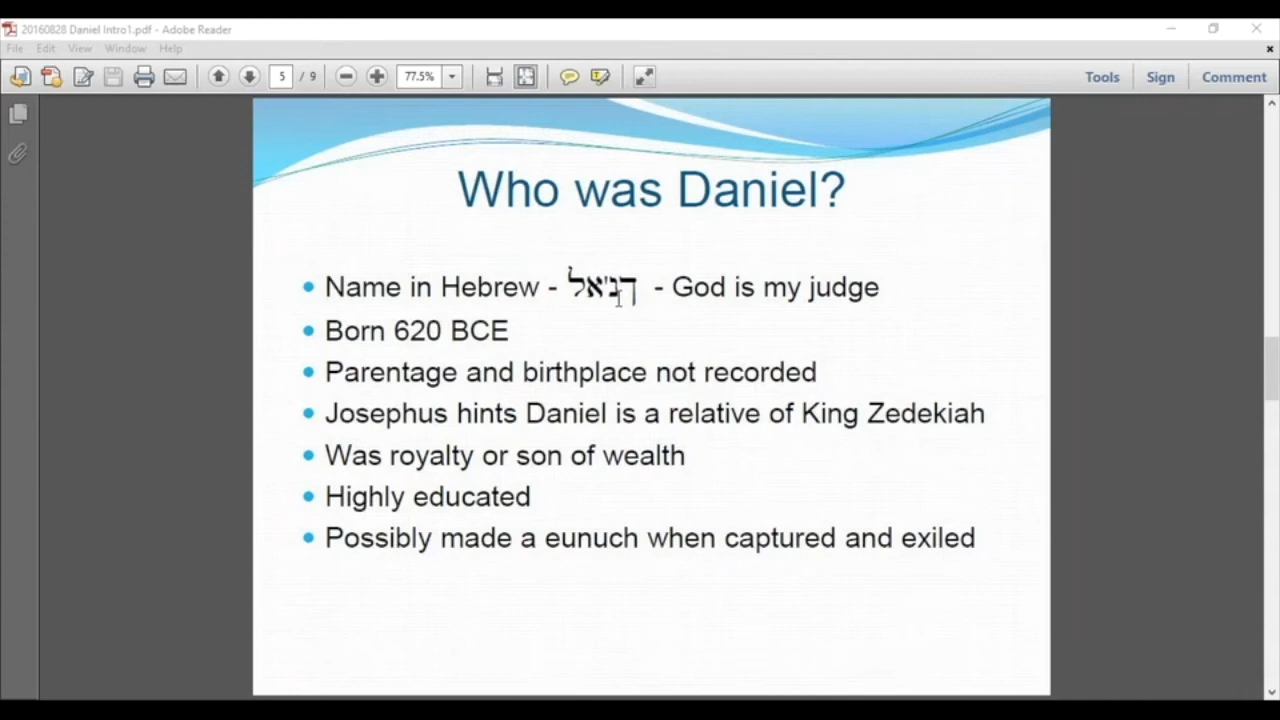 20160828 Daniel Intro1.pdf - Adobe Reader
File Edit View Window Help
5 / 9 77.5% Tools Sign Comment
Who was Daniel?
• Name in Hebrew - דניאל - God is my judge
• Born 620 BCE
• Parentage and birthplace not recorded
• Josephus hints Daniel is a relative of King Zedekiah
• Was royalty or son of wealth
• Highly educated
• Possibly made a eunuch when captured and exiled